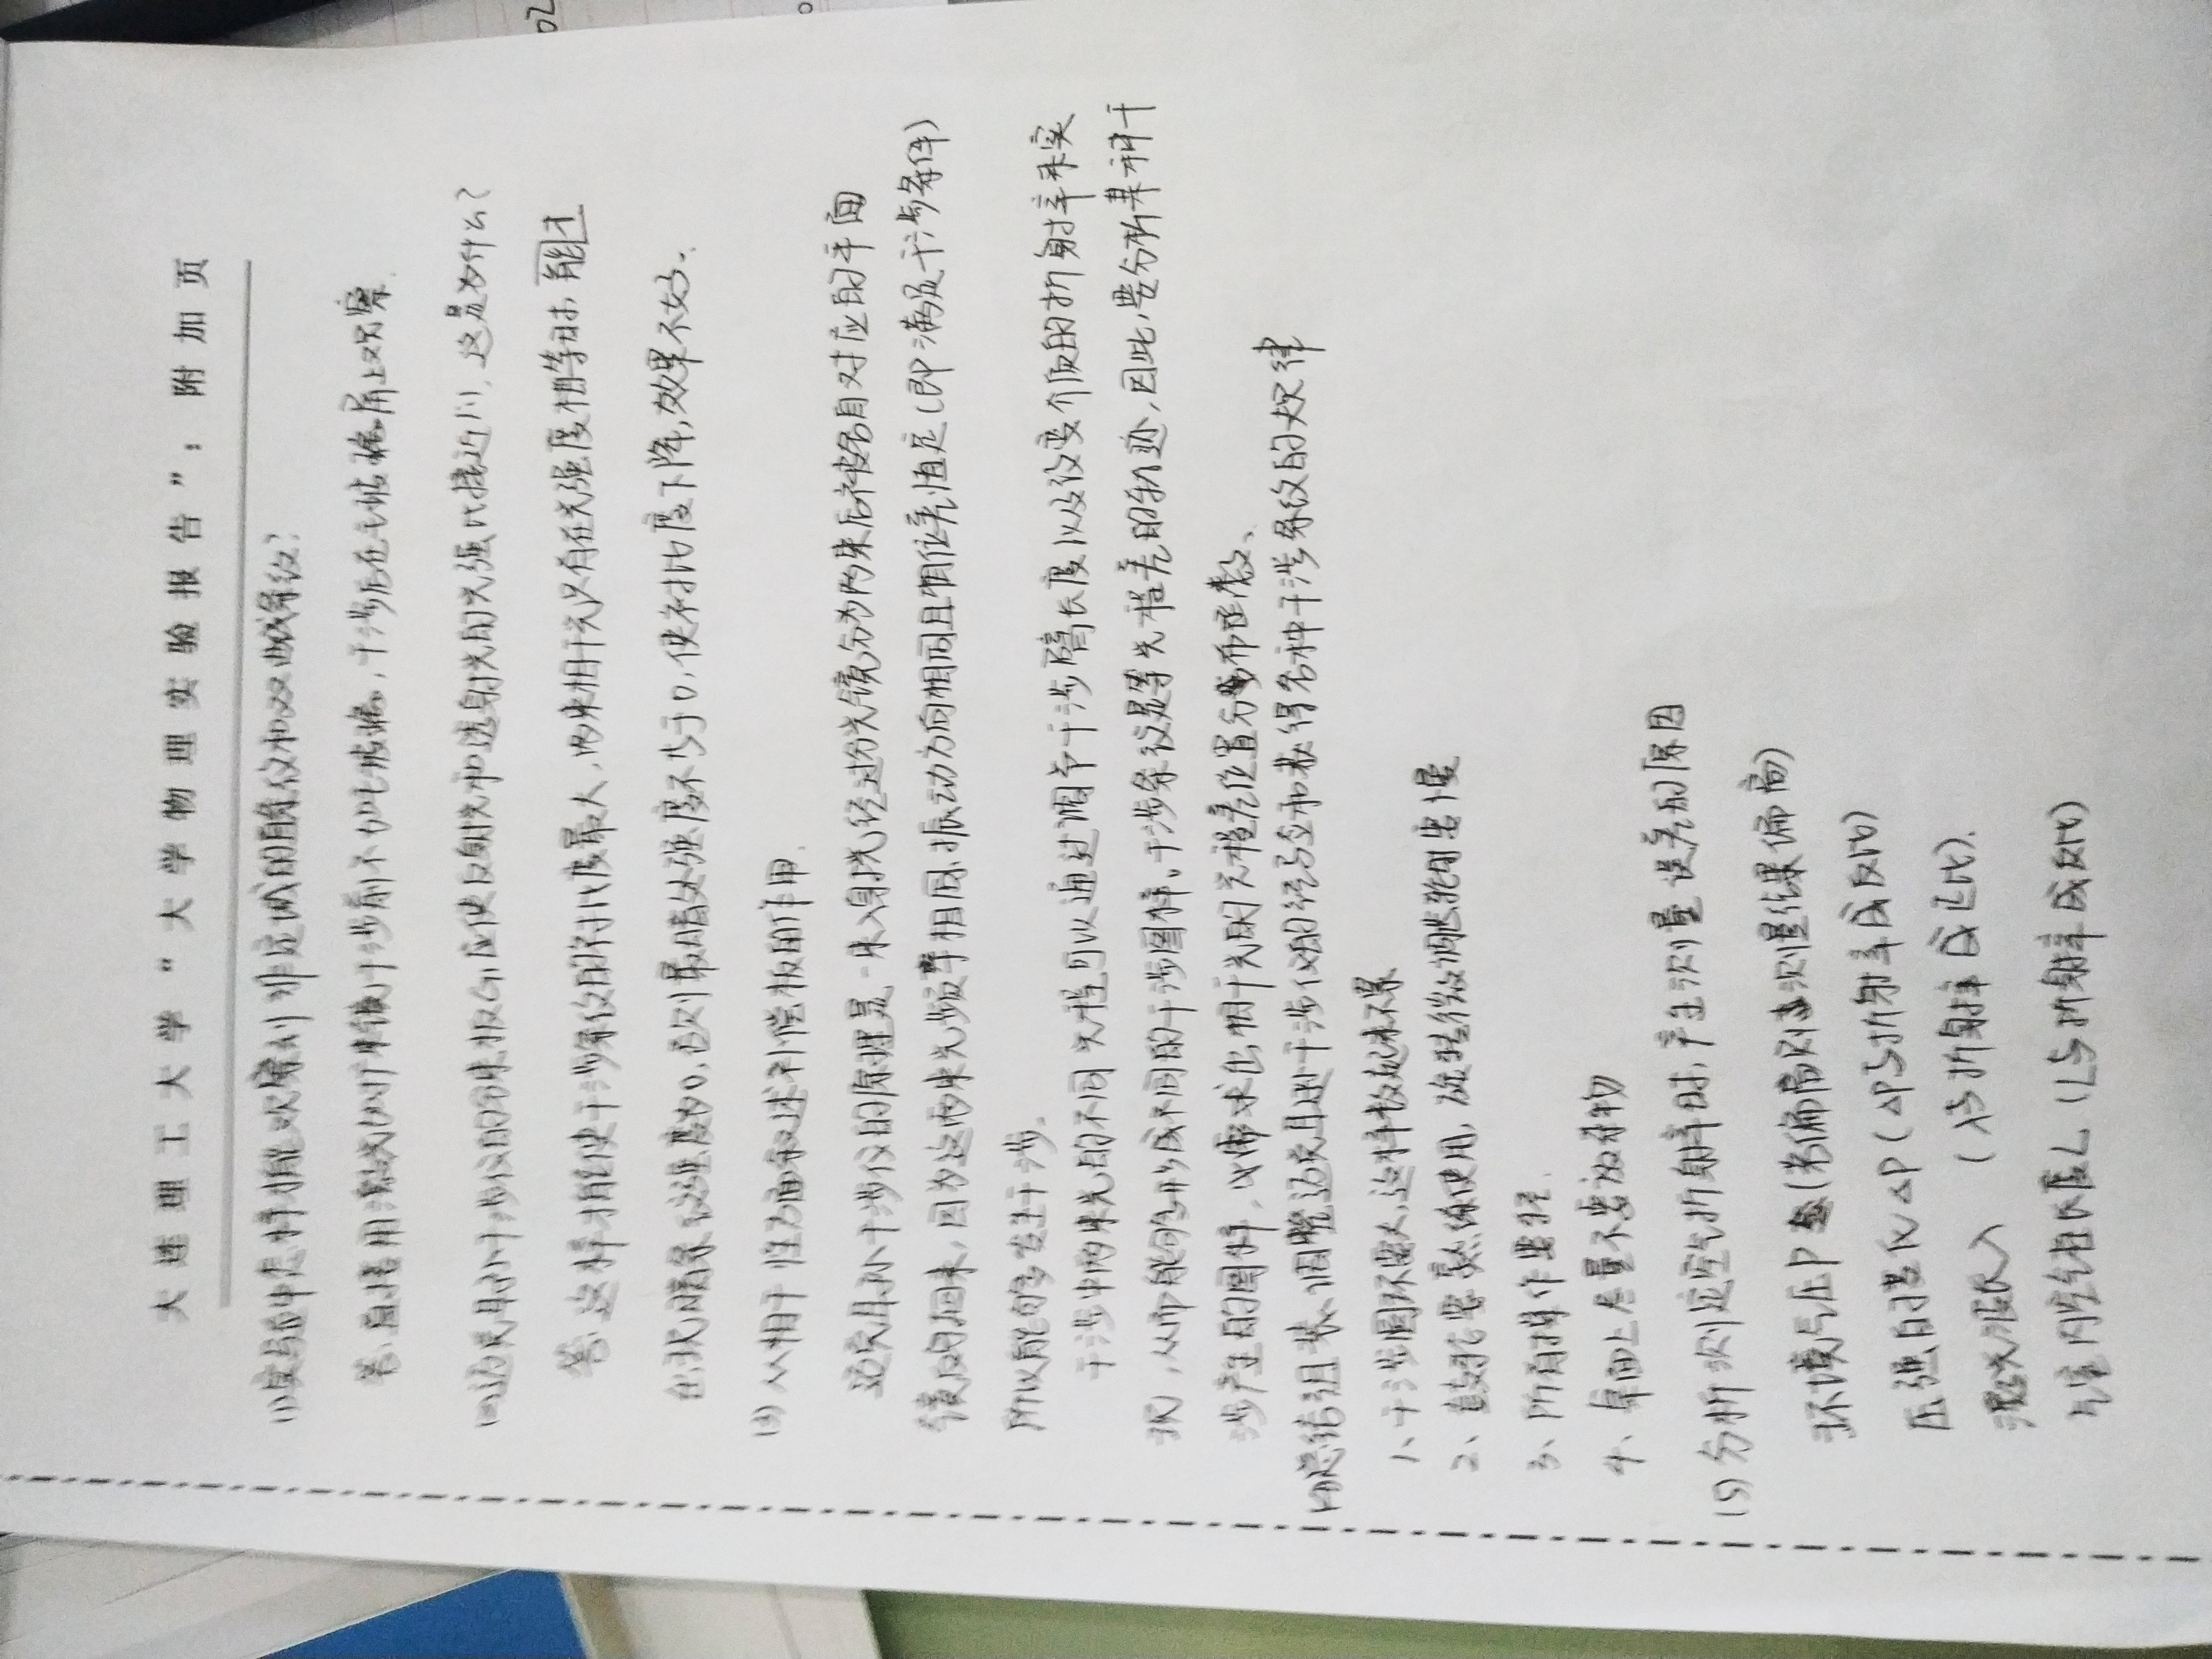 大连理工大学“大学物理实验报告”：附加页
(1)实验中怎样才能观察到非定域的直条纹和双曲线条纹？
答：直接用激光(的扩束镜)干涉前不加毛玻璃，干涉后在毛玻璃屏上观察
(2)迈克耳孙干涉仪的分束板G1应使反射光和透射光的光强比接近1:1，这是为什么？
答：这样才能使干涉条纹的对比度最大，两束相干光只有在光强度相等时，能
出现暗条纹强度为0，否则最暗处强度不为于0，使对比度下降，效果不好。
(3)从相干性方面叙述补偿板的作用.
迈克耳孙干涉仪的原理是一束入射光经过分光镜分为两束后被各自对应的平面
镜反射回来，因为这两束光频率相同、振动方向相同且相位差恒定(即满足干涉条件)
所以能够发生干涉。
干涉中两束光的不同光程可以通过调节干涉臂长度以及改变介质的折射率来实
现，从而能够形成不同的干涉图样。干涉条纹是等光程差的轨迹，因此，要分析某种干
涉产生的图样，必需求出相干光的光程差位置分布函数、
总结组装、调整迈克耳逊干涉仪的经验和获得各种干涉条纹的规律
1、干涉圆环要大，这样数起来不累
2、鼓轮要熟练使用，旋转微调鼓轮时要慢
3、所有操作要轻.
4、桌面上尽量不要放杂物
(5)分析测定空气折射率时，产生测量误差的原因
环境气压P (若偏高则测量结果偏高)
压强的变化△P(△P与折射率成反比)
激光波长λ (λ与折射率成正比).
气室内空气柱长度L (L与折射率成反比)
02